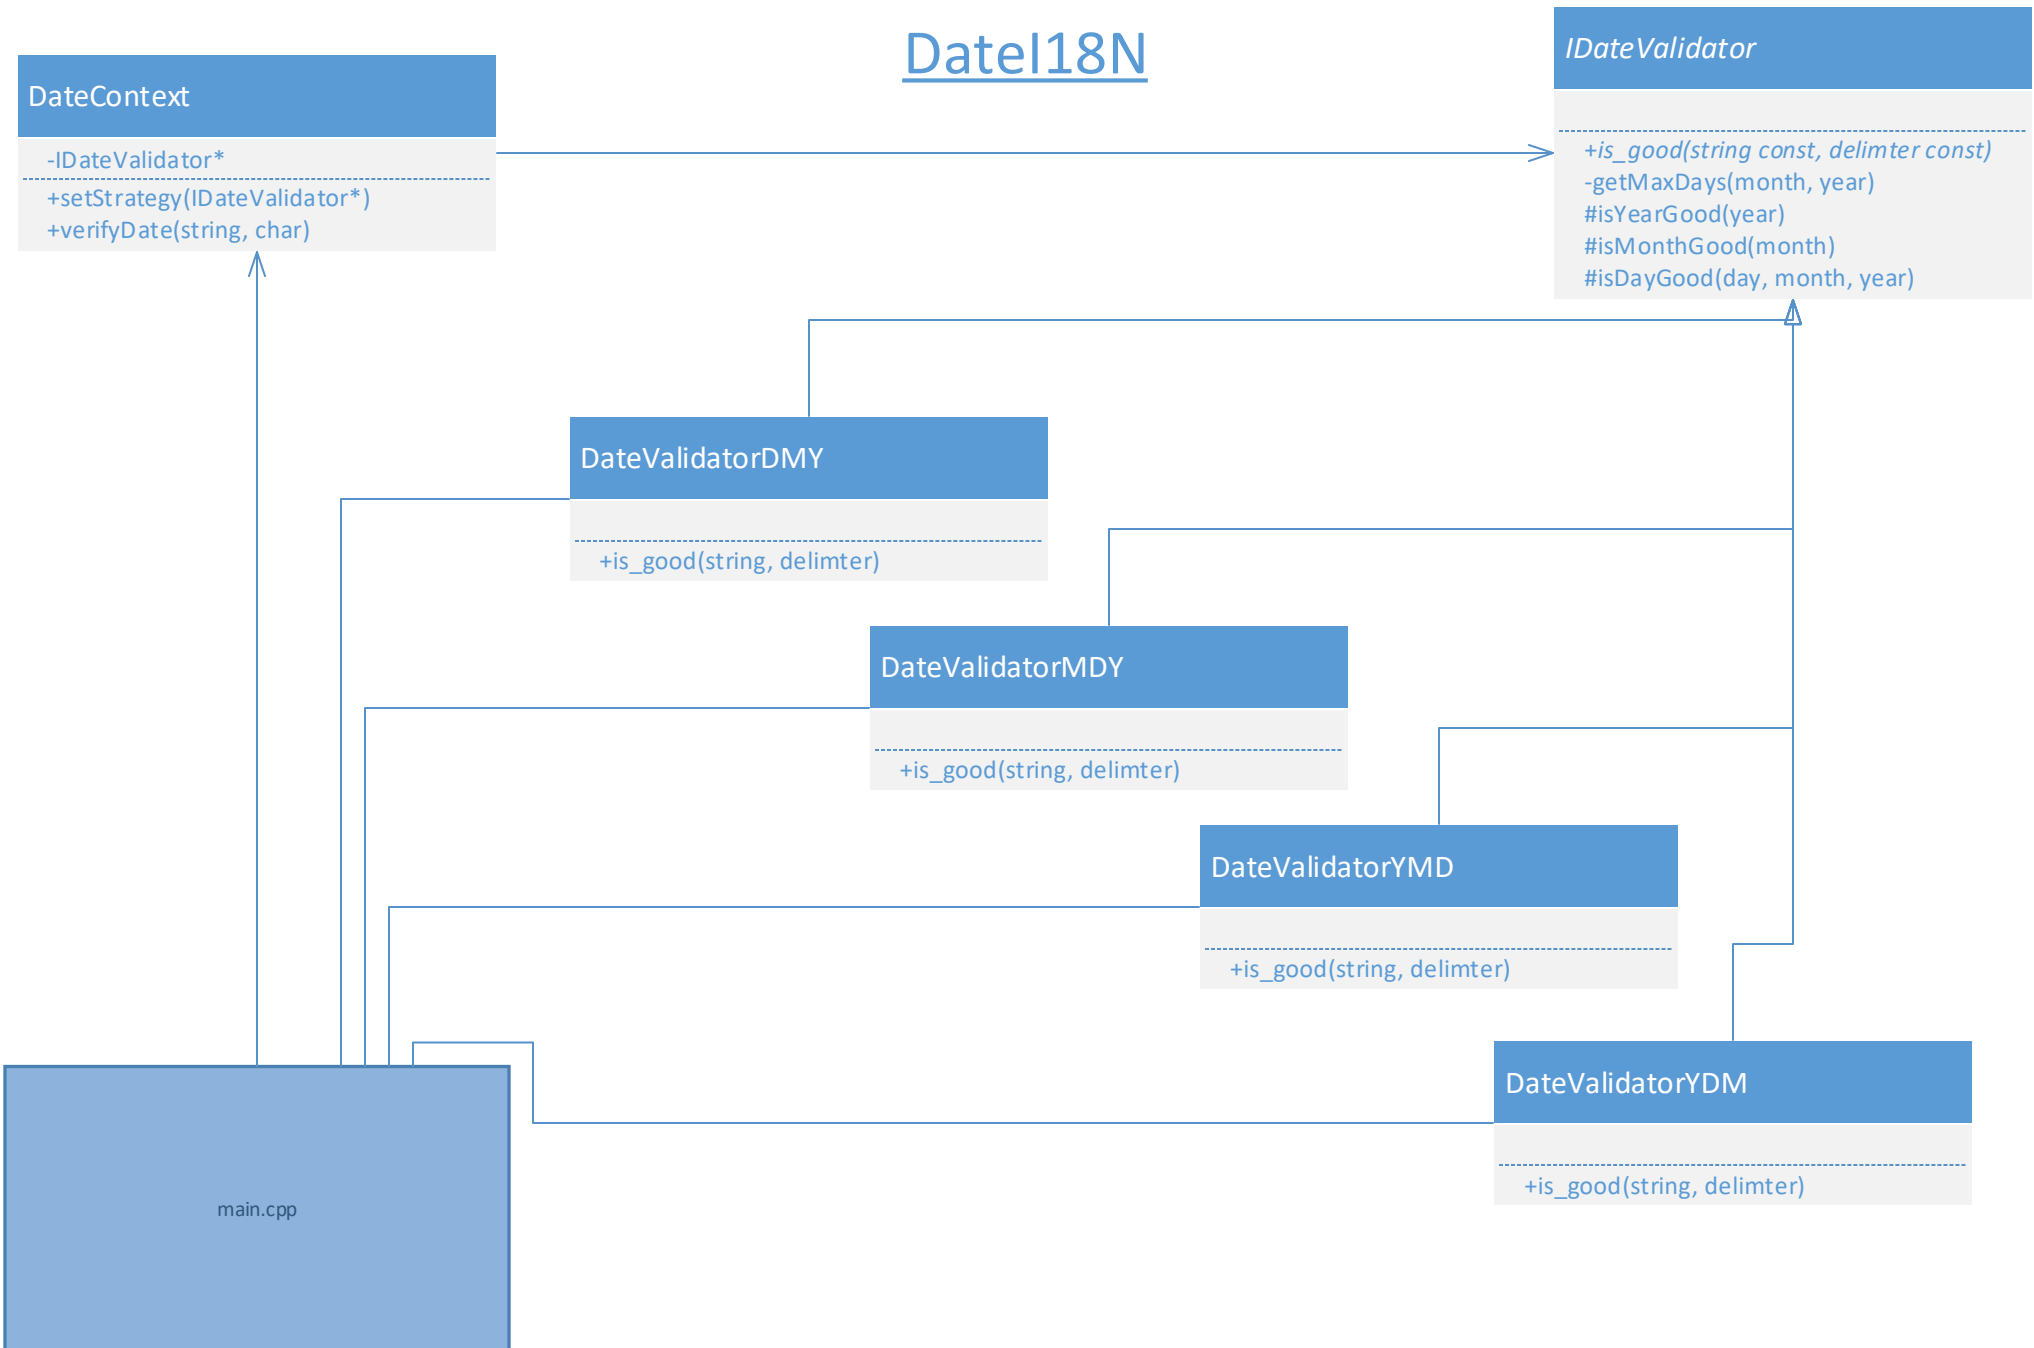 DateI18N
DateContext
-IDateValidator*
+setStrategy(IDateValidator*)
+verifyDate(string, char)
IDateValidator
+is_good(string const, delimter const)
-getMaxDays(month, year)
#isYearGood(year)
#isMonthGood(month)
#isDayGood(day, month, year)
DateValidatorDMY
+is_good(string, delimter)
DateValidatorMDY
+is_good(string, delimter)
DateValidatorYMD
+is_good(string, delimter)
DateValidatorYDM
+is_good(string, delimter)
main.cpp